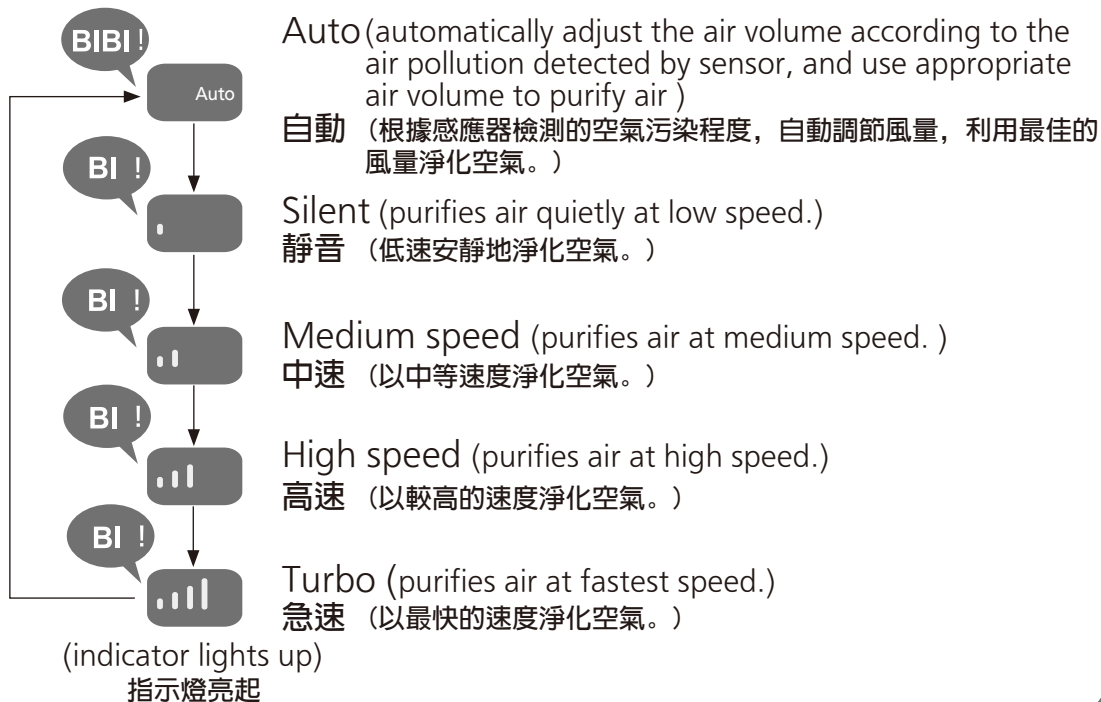 BIBI!
Auto
Auto (automatically adjust the air volume according to the
air pollution detected by sensor, and use appropriate
air volume to purify air )
自動 （根據感應器檢測的空氣污染程度，自動調節風量，利用最佳的
風量淨化空氣。）
BI !
Silent (purifies air quietly at low speed.)
靜音 （低速安靜地淨化空氣。）
BI !
Medium speed (purifies air at medium speed. )
中速 （以中等速度淨化空氣。）
BI !
High speed (purifies air at high speed.)
高速 （以較高的速度淨化空氣。）
BI !
Turbo (purifies air at fastest speed.)
急速 （以最快的速度淨化空氣。）
(indicator lights up)
指示燈亮起